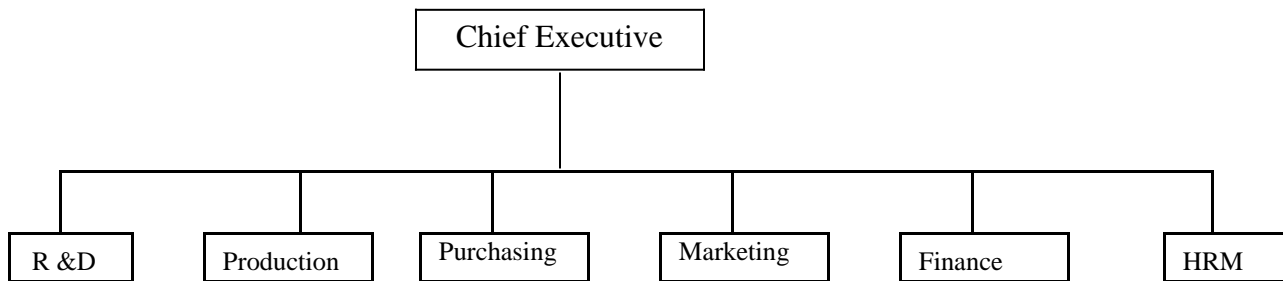 Chief Executive
R &D
Production
Purchasing
Marketing
Finance
HRM